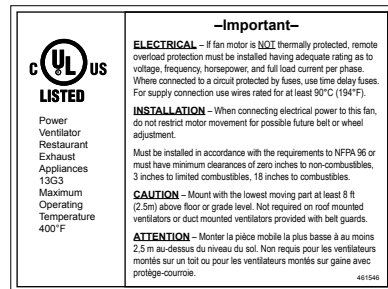 c UL US
LISTED
Power
Ventilator
Restaurant
Exhaust
Appliances
13G3
Maximum
Operating
Temperature
400°F
–Important–
ELECTRICAL – If fan motor is NOT thermally protected, remote
overload protection must be installed having adequate rating as to
voltage, frequency, horsepower, and full load current per phase.
Where connected to a circuit protected by fuses, use time delay fuses.
For supply connection use wires rated for at least 90°C (194°F).
INSTALLATION – When connecting electrical power to this fan,
do not restrict motor movement for possible future belt or wheel
adjustment.
Must be installed in accordance with the requirements to NFPA 96 or
must have minimum clearances of zero inches to non-combustibles,
3 inches to limited combustibles, 18 inches to combustibles.
CAUTION – Mount with the lowest moving part at least 8 ft
(2.5m) above floor or grade level. Not required on roof mounted
ventilators or duct mounted ventilators provided with belt guards.
ATTENTION – Monter la pièce mobile la plus basse à au moins
2,5 m au-dessus du niveau du sol. Non requis pour les ventilateurs
montés sur un toit ou pour les ventilateurs montés sur gaine avec
protège-courroie.
461546